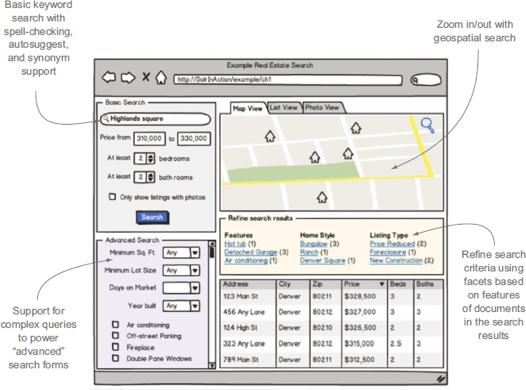 Basic keyword
search with
spell-checking,
autosuggest,
and synonym
support
Zoom in/out with
geospatial search
Example Real Estate Search
http://SolrInAction/example/ch1
Basic Search
Highlands square
Price from 310,000 to 330,000
At least 2 bedrooms
At least 2 bath rooms
Only show listings with photos
Search
Map View List View Photo View
Refine search results
Features Home Style Listing Type
Hot tub (1) Bungalow (3) Price Reduced (2)
Detached Garage (3) Ranch (1) Foreclosure (1)
Air conditioning (1) Denver Square (1) New Construction (2)
Advanced Search
Minimum Sq. Ft. Any
Minimum Lot Size Any
Days on Market Any
Year built Any
Air conditioning
Off-street Parking
Fireplace
Double Pane Windows
Address City Zip Price Beds Baths
123 Main St Denver 80211 $328,500 3 2
456 Any Lane Denver 80212 $327,000 3 3
124 High St Denver 80210 $326,500 2 2
323 Any Lane Denver 80212 $315,000 2.5 3
789 Main St Denver 80211 $312,500 2 2
Support for
complex queries
to power
“advanced”
search forms
Refine search
criteria using
facets based on
features of
documents in
the search
results